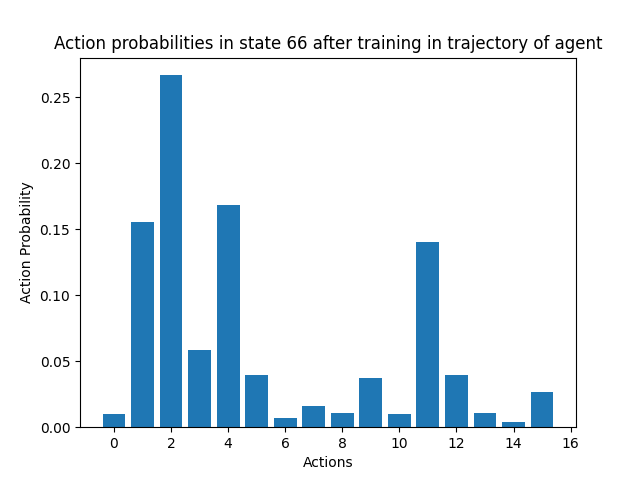 Action probabilities in state 66 after training in trajectory of agent
0.25
0.20
0.15
0.10
0.05
0.00
Action Probability
0 2 4 6 8 10 12 14 16
Actions